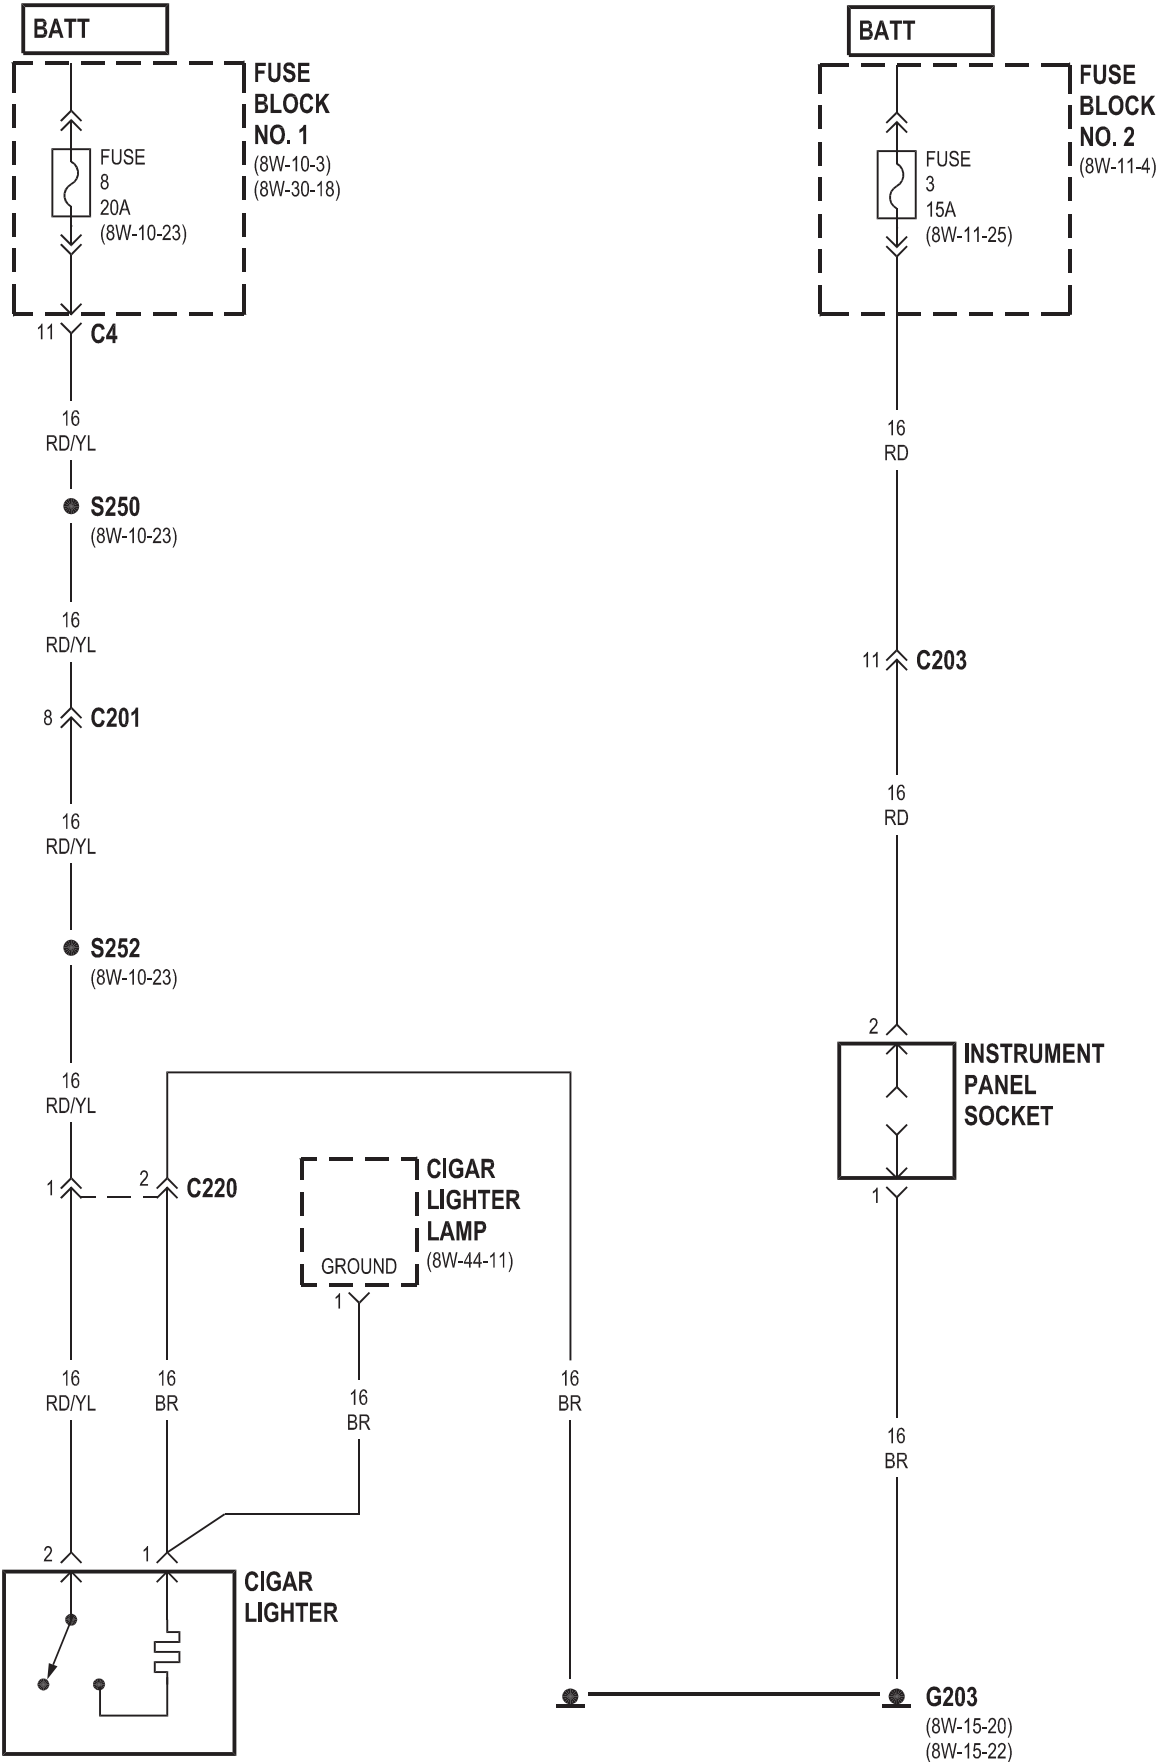 BATT
FUSE
BLOCK
NO. 1
(8W-10-3)
(8W-30-18)
FUSE
8
20A
(8W-10-23)
11 C4
16
RD/YL
S250
(8W-10-23)
16
RD/YL
8 C201
16
RD/YL
S252
(8W-10-23)
16
RD/YL
1 2 C220
16
RD/YL
16
BR
CIGAR
LIGHTER
LAMP
(8W-44-11)
GROUND
1
16
BR
16
BR
2 1
CIGAR
LIGHTER
BATT
FUSE
BLOCK
NO. 2
(8W-11-4)
FUSE
3
15A
(8W-11-25)
16
RD
11 C203
16
RD
2
INSTRUMENT
PANEL
SOCKET
1
16
BR
G203
(8W-15-20)
(8W-15-22)